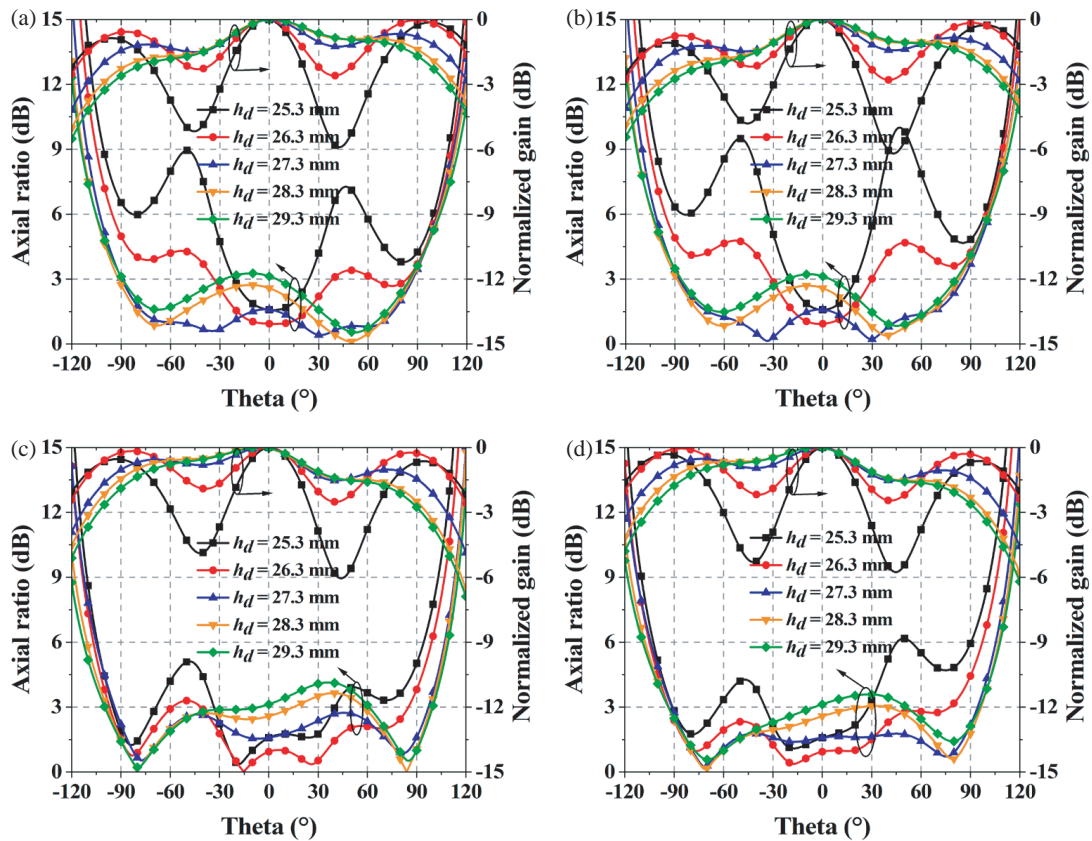 (a)
15
12
9
6
3
0
Axial ratio (dB)
0
-3
-6
-9
-12
-15
Normalized gain (dB)
hd = 25.3 mm
hd = 26.3 mm
hd = 27.3 mm
hd = 28.3 mm
hd = 29.3 mm
-120 -90 -60 -30 0 30 60 90 120
Theta (°)
(b)
15
12
9
6
3
0
Axial ratio (dB)
0
-3
-6
-9
-12
-15
Normalized gain (dB)
hd = 25.3 mm
hd = 26.3 mm
hd = 27.3 mm
hd = 28.3 mm
hd = 29.3 mm
-120 -90 -60 -30 0 30 60 90 120
Theta (°)
(c)
15
12
9
6
3
0
Axial ratio (dB)
0
-3
-6
-9
-12
-15
Normalized gain (dB)
hd = 25.3 mm
hd = 26.3 mm
hd = 27.3 mm
hd = 28.3 mm
hd = 29.3 mm
-120 -90 -60 -30 0 30 60 90 120
Theta (°)
(d)
15
12
9
6
3
0
Axial ratio (dB)
0
-3
-6
-9
-12
-15
Normalized gain (dB)
hd = 25.3 mm
hd = 26.3 mm
hd = 27.3 mm
hd = 28.3 mm
hd = 29.3 mm
-120 -90 -60 -30 0 30 60 90 120
Theta (°)